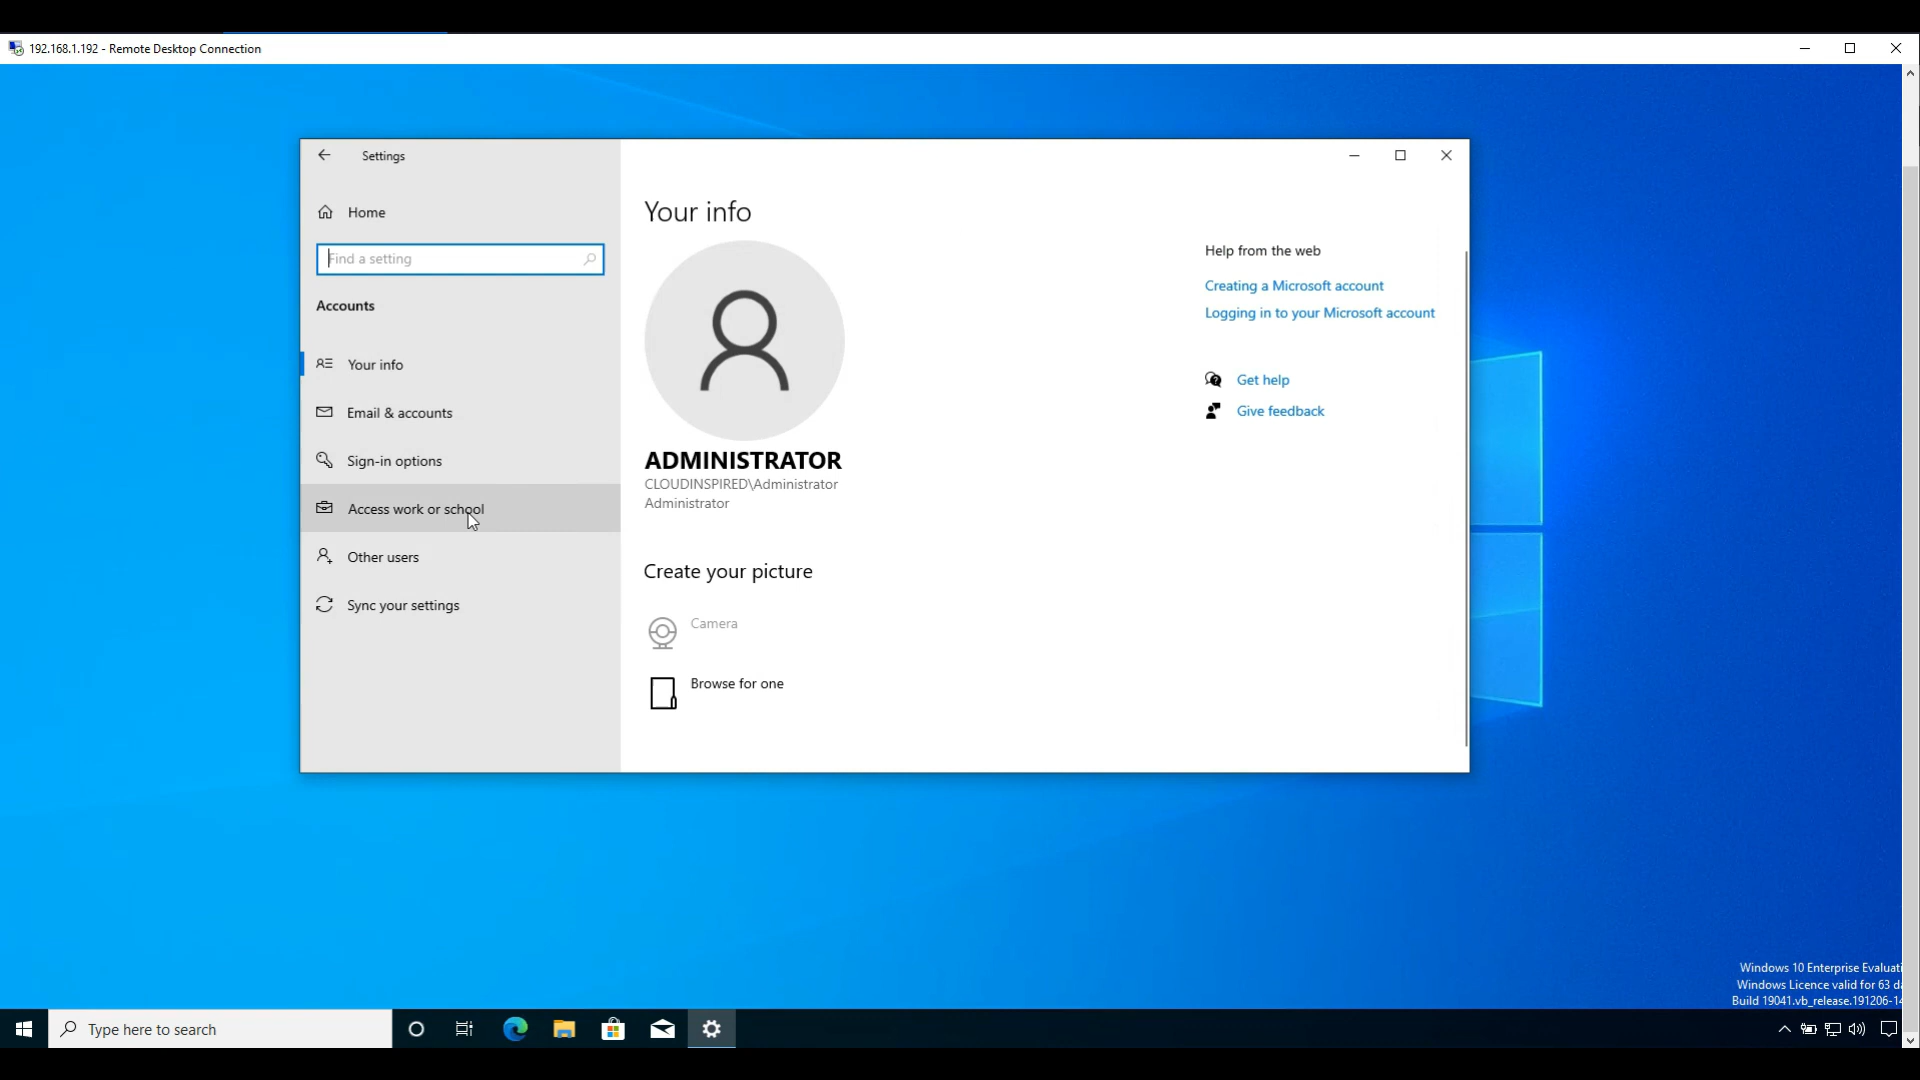 192.168.1.192 - Remote Desktop Connection
Settings
Home
Find a setting
Accounts
Your info
Email & accounts
Sign-in options
Access work or school
Other users
Sync your settings
Your info
ADMINISTRATOR
CLOUDINSPIRED\Administrator
Administrator
Create your picture
Camera
Browse for one
Help from the web
Creating a Microsoft account
Logging in to your Microsoft account
Get help
Give feedback
Windows 10 Enterprise Evaluati
Windows Licence valid for 63 da
Build 19041.vb_release.191206-14
Type here to search